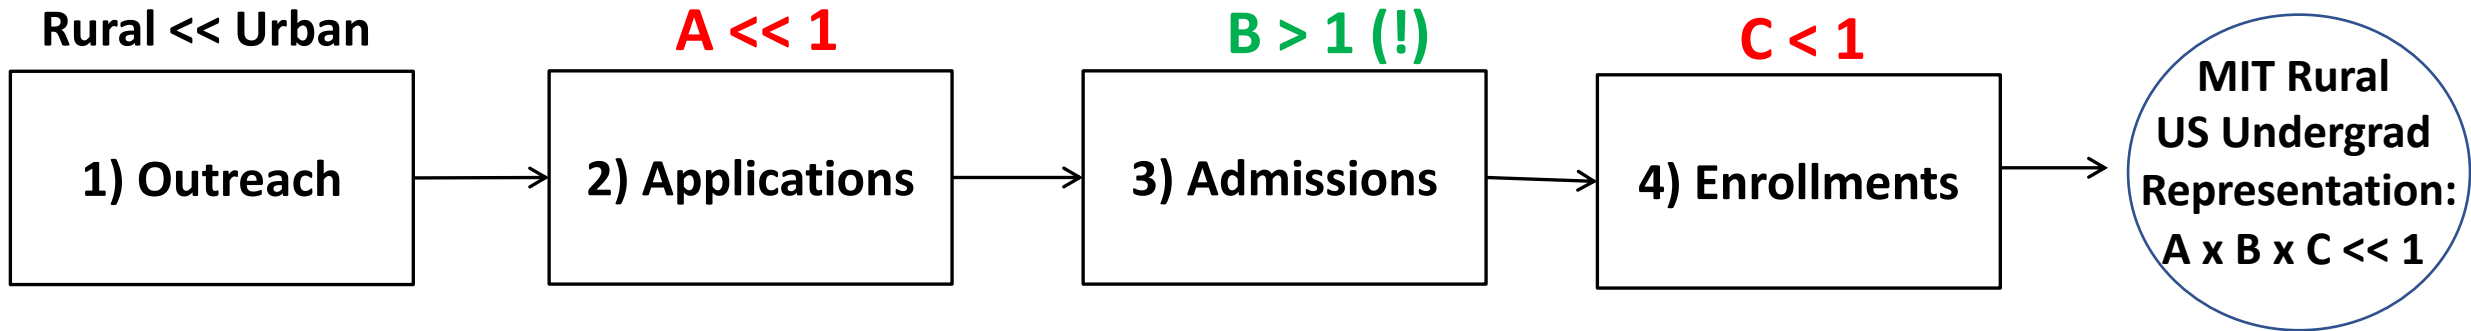 Rural << Urban
A << 1
B > 1 (!)
C < 1
1) Outreach
2) Applications
3) Admissions
4) Enrollments
MIT Rural
US Undergrad
Representation:
A x B x C << 1